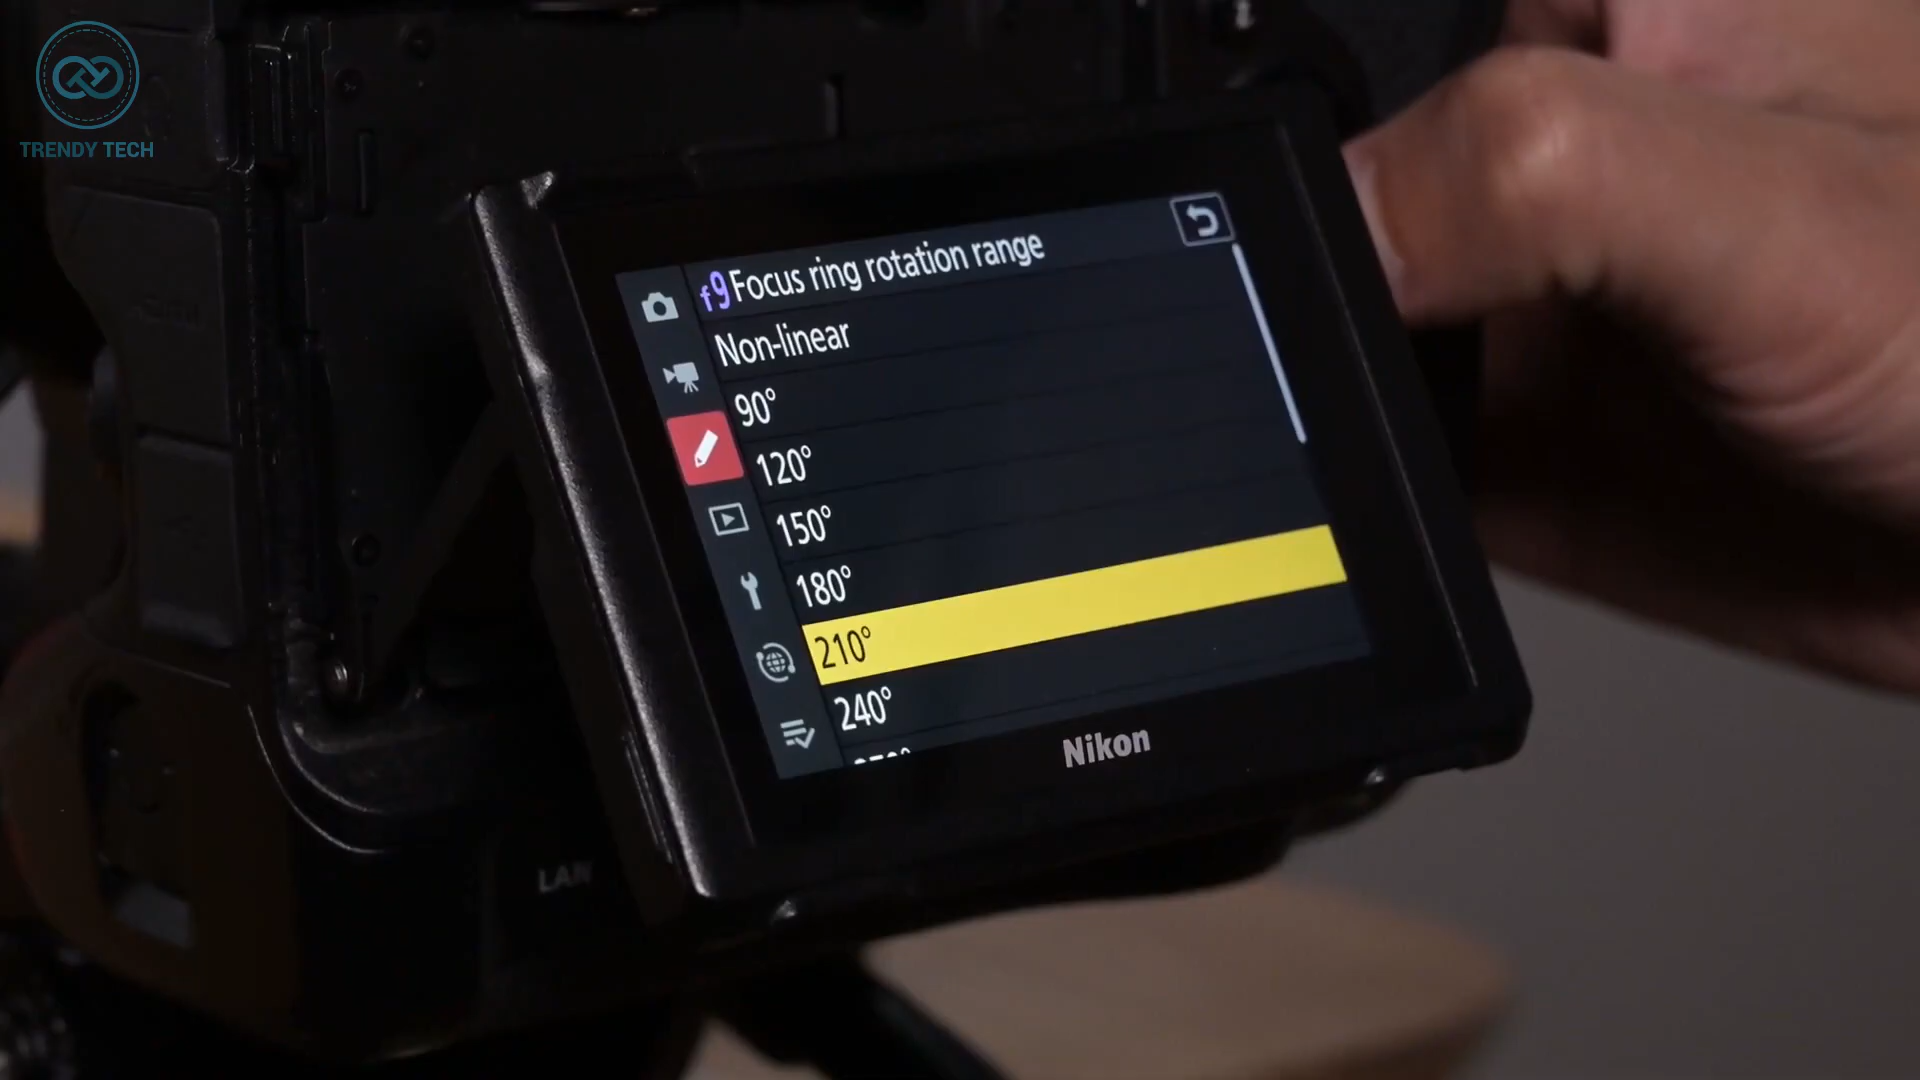 TRENDY TECH
f9 Focus ring rotation range
Non-linear
90°
120°
150°
180°
210°
240°
Nikon
LAN